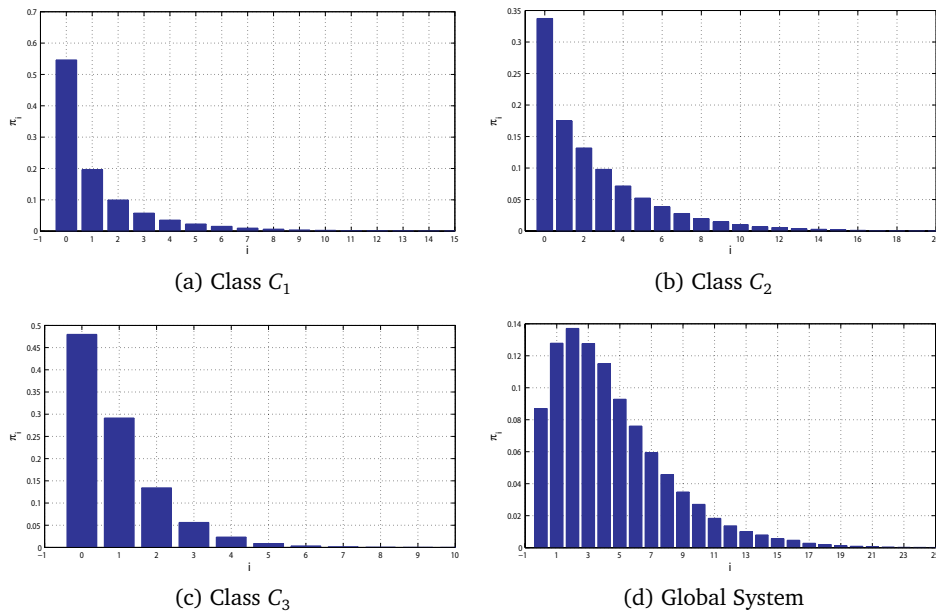 0.7
0.6
0.5
0.4
0.3
0.2
0.1
0
π_i
−1 0 1 2 3 4 5 6 7 8 9 10 11 12 13 14 15
i
(a) Class C_1
0.35
0.3
0.25
0.2
0.15
0.1
0.05
0
π_i
0 2 4 6 8 10 12 14 16 18 20
i
(b) Class C_2
0.5
0.45
0.4
0.35
0.3
0.25
0.2
0.15
0.1
0.05
0
π_i
−1 0 1 2 3 4 5 6 7 8 9 10
i
(c) Class C_3
0.14
0.12
0.1
0.08
0.06
0.04
0.02
0
π_i
−1 1 3 5 7 9 11 13 15 17 19 21 23 25
i
(d) Global System